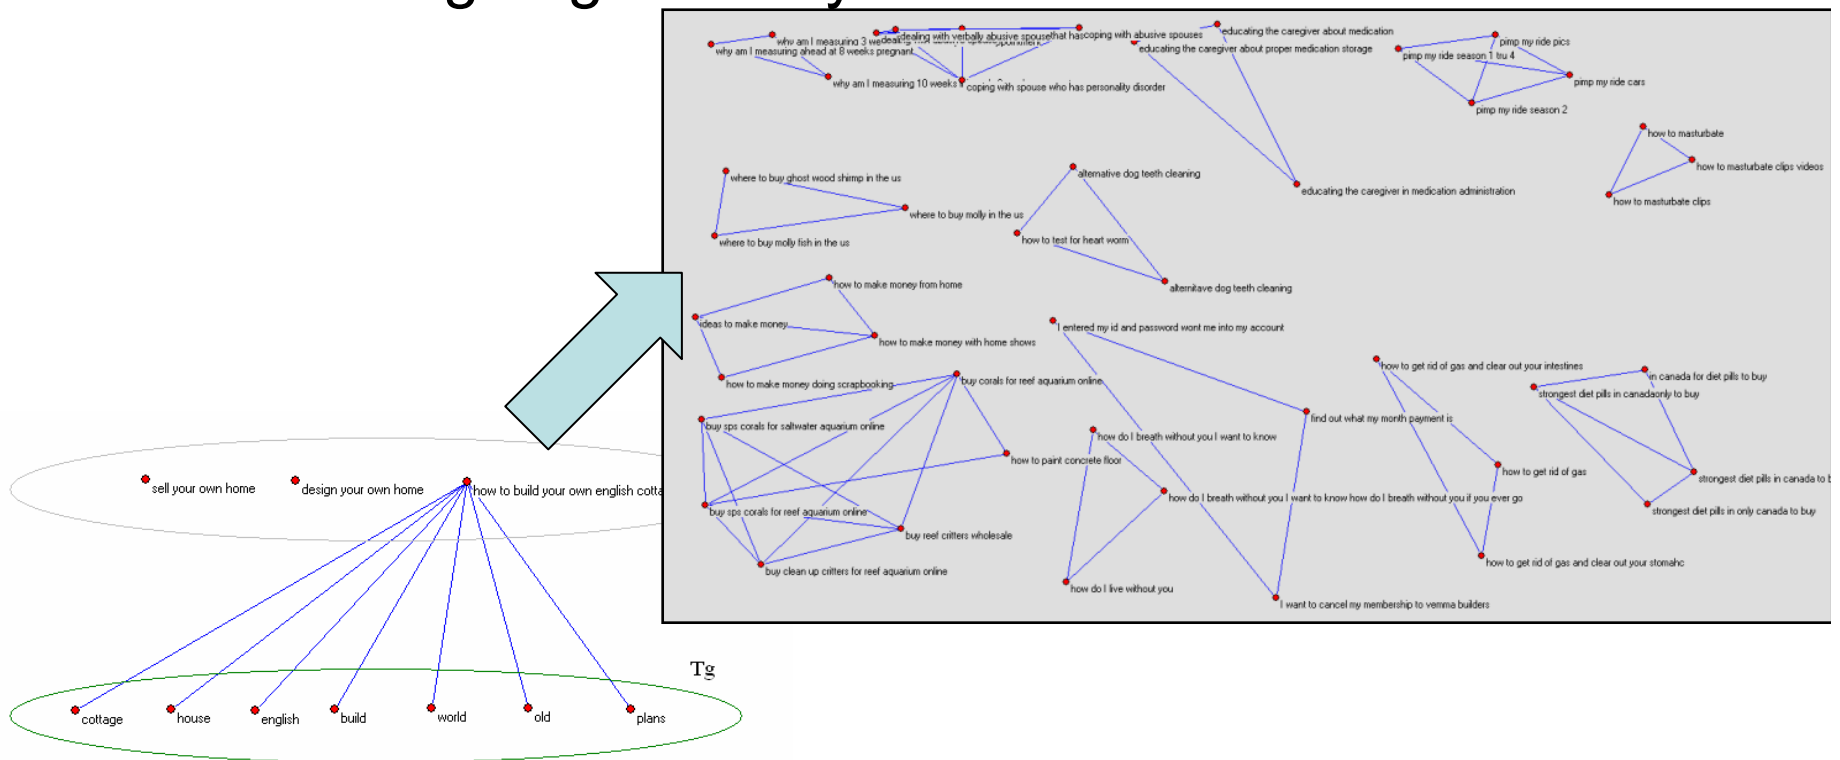 why am I measuring 3 we
dealing with verbally abusive spouse
that has
coping with abusive spouses
educating the caregiver about medication
why am I measuring ahead at 8 weeks pregnant
educating the caregiver about proper medication storage
pimp my ride pics
pimp my ride season 1 tru 4
why am I measuring 10 weeks
coping with spouse who has personality disorder
pimp my ride cars
pimp my ride season 2
how to masturbate
how to masturbate clips videos
how to masturbate clips
where to buy ghost wood shimp in the us
alternative dog teeth cleaning
educating the caregiver in medication administration
where to buy molly in the us
where to buy molly fish in the us
how to test for heart worm
how to make money from home
alternitave dog teeth cleaning
ideas to make money
I entered my id and password wont me into my account
how to make money with home shows
how to make money doing scrapbooking
buy corals for reef aquarium online
how to get rid of gas and clear out your intestines
in canada for diet pills to buy
strongest diet pills in canadaonly to buy
buy sps corals for saltwater aquarium online
find out what my month payment is
how do I breath without you I want to know
how to paint concrete floor
how to get rid of gas
strongest diet pills in canada to b
how do I breath without you I want to know how do I breath without you if you ever go
buy sps corals for reef aquarium online
strongest diet pills in only canada to buy
buy reef critters wholesale
buy clean up critters for reef aquarium online
how to get rid of gas and clear out your stomahc
how do I live without you
I want to cancel my membership to vemma builders
sell your own home
design your own home
how to build your own english cotta
Tg
cottage
house
english
build
world
old
plans